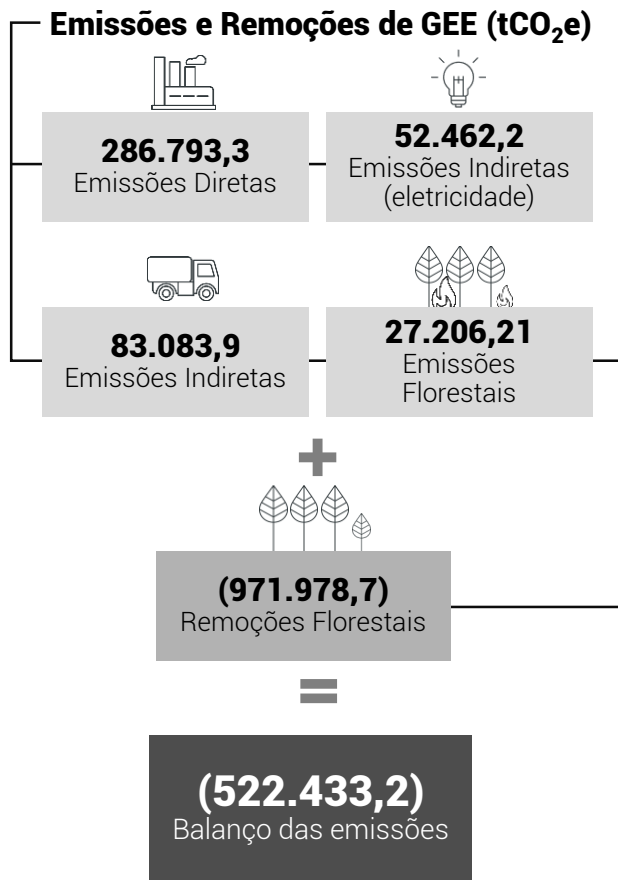 Emissões e Remoções de GEE (tCO₂e)
286.793,3
Emissões Diretas
52.462,2
Emissões Indiretas
(eletricidade)
83.083,9
Emissões Indiretas
27.206,21
Emissões
Florestais
+
(971.978,7)
Remoções Florestais
=
(522.433,2)
Balanço das emissões